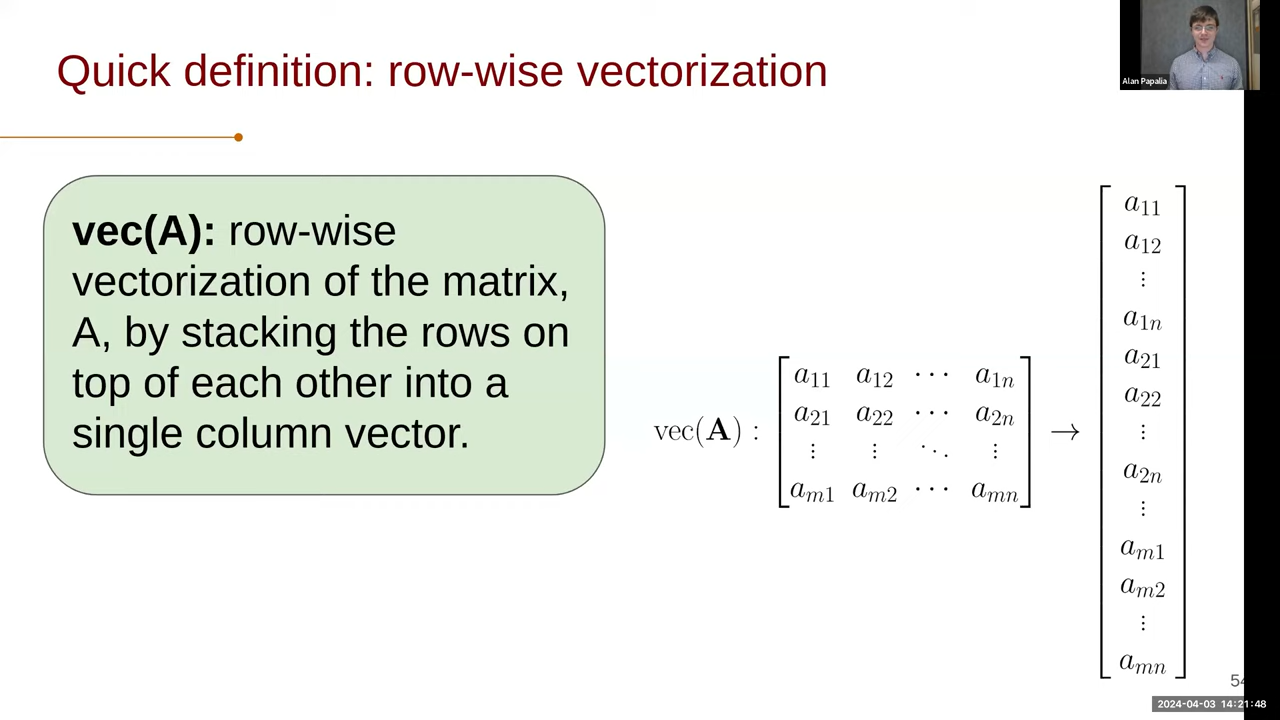 Quick definition: row-wise vectorization
Alan Papalia
vec(A): row-wise
vectorization of the matrix,
A, by stacking the rows on
top of each other into a
single column vector.
vec(A) :
a11 a12 ⋯ a1n
a21 a22 ⋯ a2n
⋮ ⋮ ⋱ ⋮
am1 am2 ⋯ amn
→
a11
a12
⋮
a1n
a21
a22
⋮
a2n
⋮
am1
am2
⋮
amn
2024-04-03 14:21:48